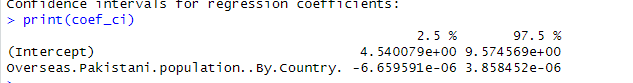 Confidence intervals for regression coefficients:
> print(coef_ci)
2.5 % 97.5 %
(Intercept) 4.540079e+00 9.574569e+00
Overseas.Pakistani.population..By.Country. -6.659591e-06 3.858452e-06